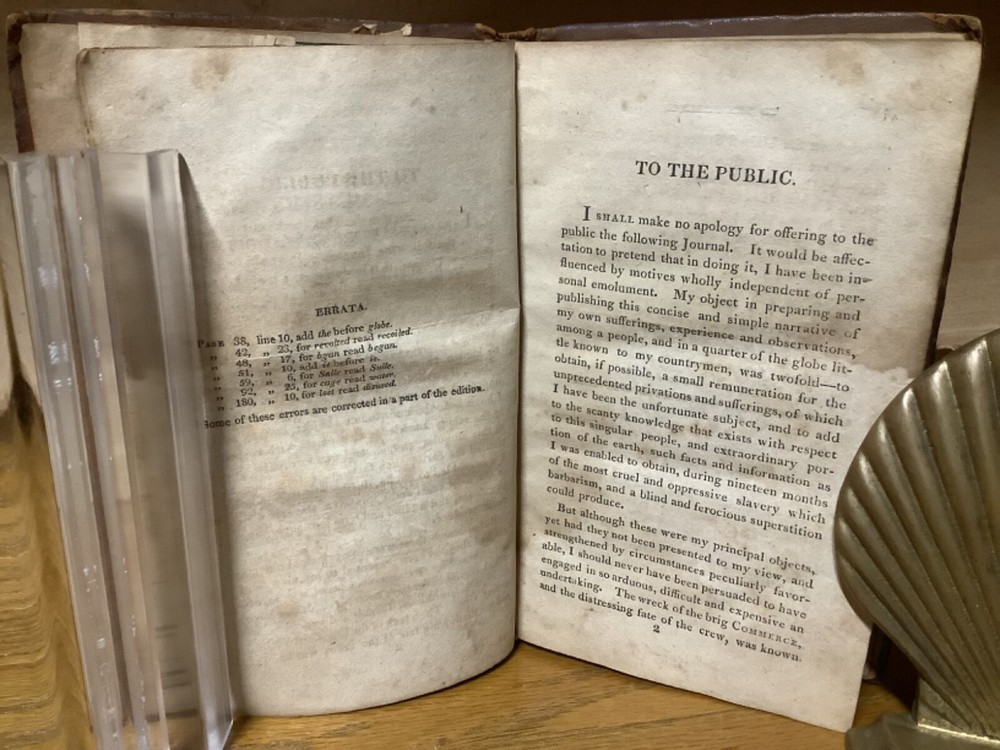 ERRATA.
PAGE 38, line 10, add the before globe.
„ 42, „ 23, for revolted read recoiled.
„ 48, „ 17, for bgan read began.
„ 51, „ 10, add it before is.
„ 59, „ 6, for Salle read Sulle.
„ 92, „ 25, for cage read water.
„ 180, „ 10, for lost read disused.
Some of these errors are corrected in a part of the edition.
TO THE PUBLIC.
I SHALL make no apology for offering to the
public the following Journal. It would be affec-
tation to pretend that in doing it, I have been in-
fluenced by motives wholly independent of per-
sonal emolument. My object in preparing and
publishing this concise and simple narrative of
my own sufferings, experience and observations,
among a people, and in a quarter of the globe lit-
tle known to my countrymen, was twofold—to
obtain, if possible, a small remuneration for the
unprecedented privations and sufferings, of which
I have been the unfortunate subject, and to add
to the scanty knowledge that exists with respect
to this singular people, and extraordinary por-
tion of the earth, such facts and information as
I was enabled to obtain, during nineteen months
of the most cruel and oppressive slavery which
barbarism, and a blind and ferocious superstition
could produce.
But although these were my principal objects,
yet had they not been presented to my view, and
strengthened by circumstances peculiarly favor-
able, I should never have been persuaded to have
engaged in so arduous, difficult and expensive an
undertaking. The wreck of the brig COMMERCE,
and the distressing fate of the crew, was known.
2